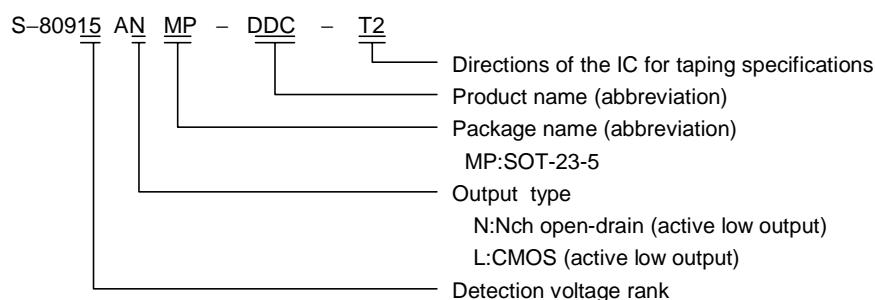 S−80915 AN MP − DDC − T2
Directions of the IC for taping specifications
Product name (abbreviation)
Package name (abbreviation)
MP:SOT-23-5
Output type
N:Nch open-drain (active low output)
L:CMOS (active low output)
Detection voltage rank